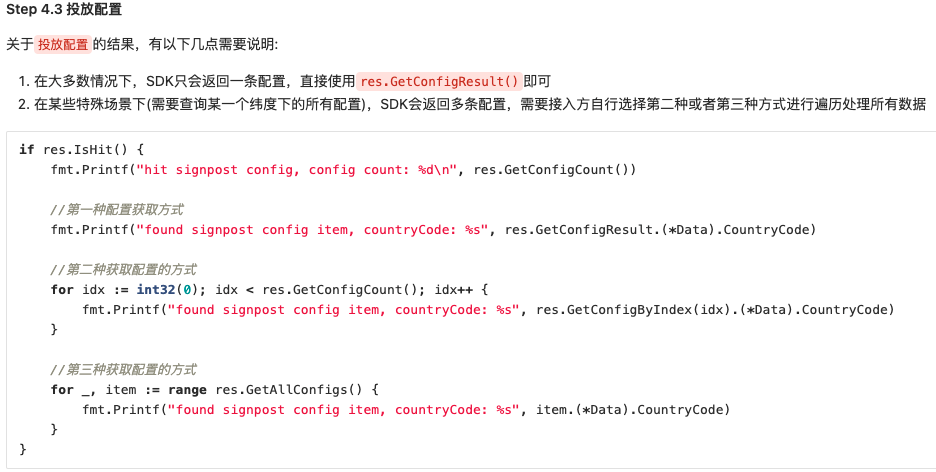 Step 4.3 投放配置
关于 投放配置 的结果，有以下几点需要说明:
1. 在大多数情况下，SDK只会返回一条配置，直接使用 res.GetConfigResult() 即可
2. 在某些特殊场景下(需要查询某一个纬度下的所有配置)，SDK会返回多条配置，需要接入方自行选择第二种或者第三种方式进行遍历处理所有数据
if res.IsHit() {
    fmt.Printf("hit signpost config, config count: %d\n", res.GetConfigCount())
    //第一种配置获取方式
    fmt.Printf("found signpost config item, countryCode: %s", res.GetConfigResult.(*Data).CountryCode)
    //第二种获取配置的方式
    for idx := int32(0); idx < res.GetConfigCount(); idx++ {
        fmt.Printf("found signpost config item, countryCode: %s", res.GetConfigByIndex(idx).(*Data).CountryCode)
    }
    //第三种获取配置的方式
    for _, item := range res.GetAllConfigs() {
        fmt.Printf("found signpost config item, countryCode: %s", item.(*Data).CountryCode)
    }
}